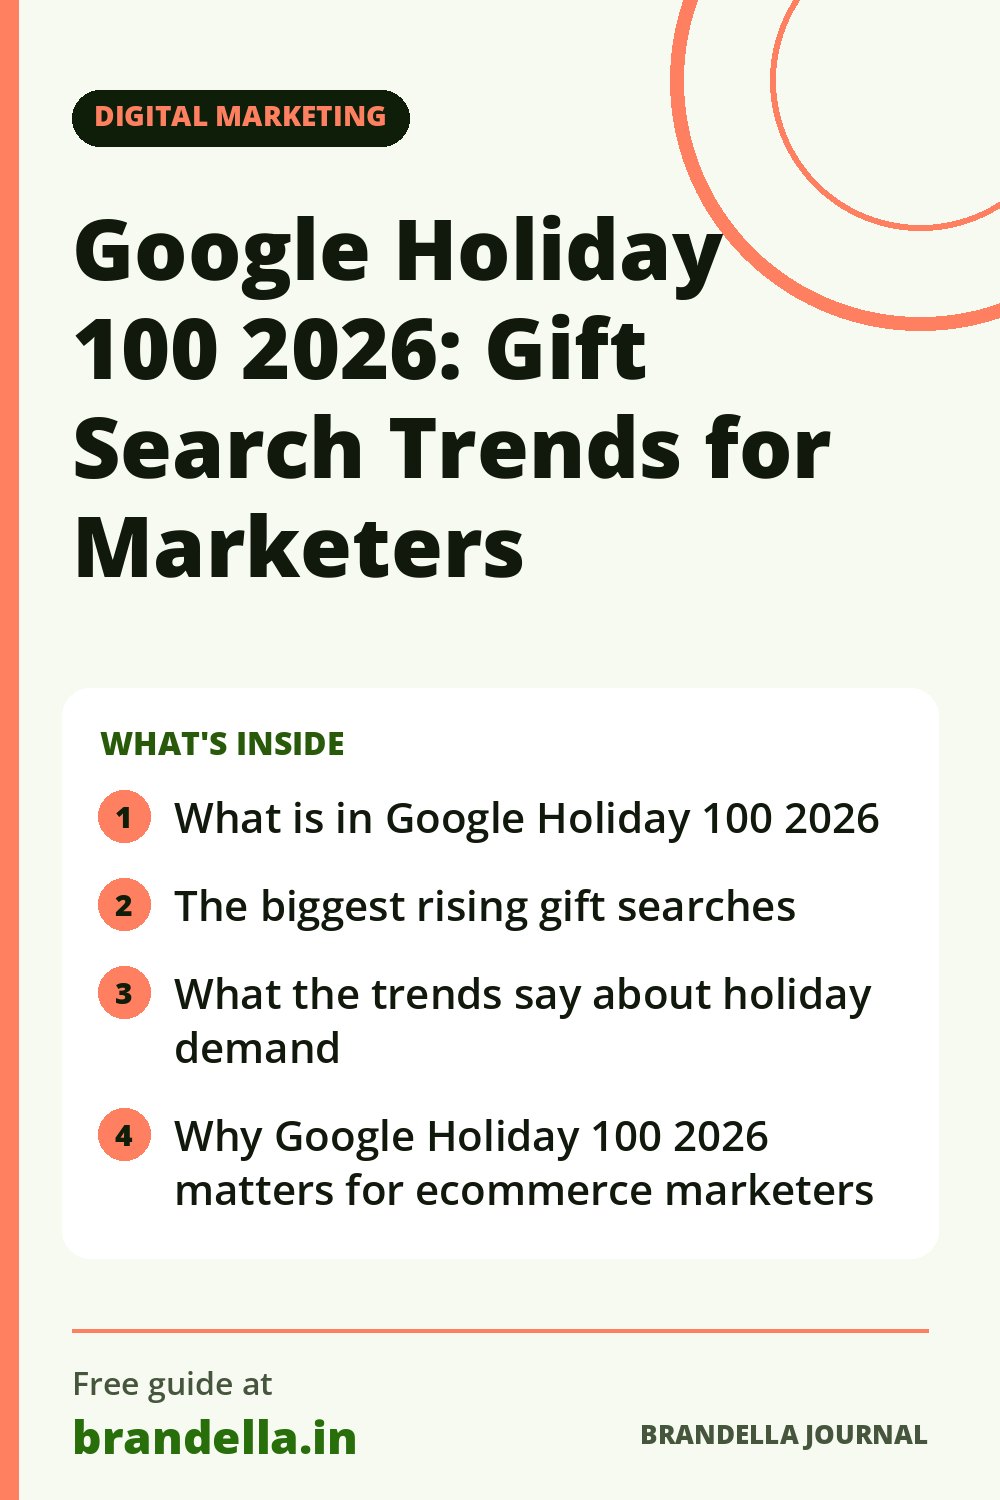 DIGITAL MARKETING
Google Holiday
100 2026: Gift
Search Trends for
Marketers
WHAT'S INSIDE
1 What is in Google Holiday 100 2026
2 The biggest rising gift searches
3 What the trends say about holiday
demand
4 Why Google Holiday 100 2026
matters for ecommerce marketers
Free guide at
brandella.in
BRANDELLA JOURNAL